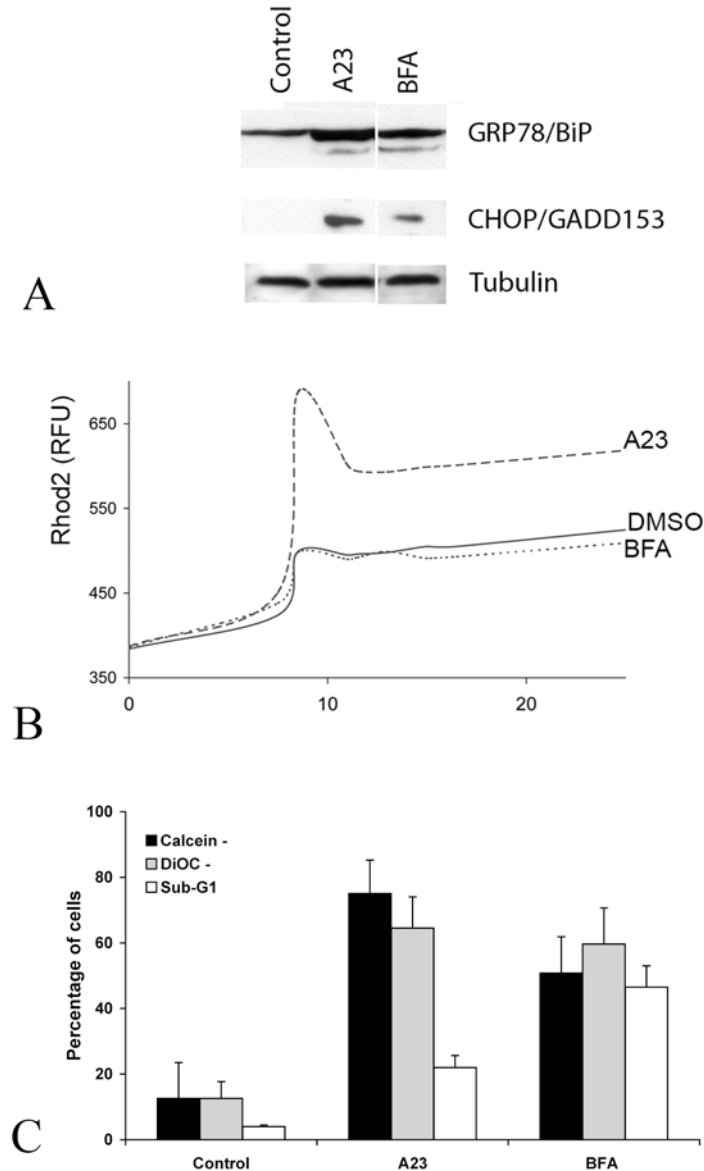 Control A23 BFA
GRP78/BiP
CHOP/GADD153
Tubulin
A
Rhod2 (RFU)
650
550
450
350
A23
DMSO
BFA
0 10 20
B
Percentage of cells
100
80
60
40
20
0
Calcein -
DiOC -
Sub-G1
Control A23 BFA
C